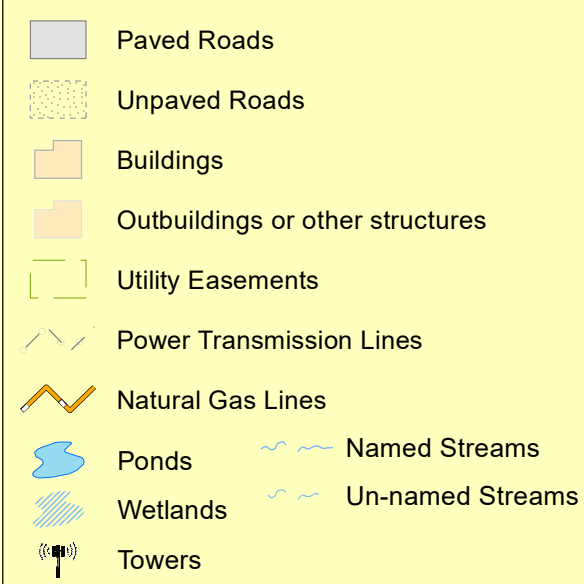 Paved Roads
Unpaved Roads
Buildings
Outbuildings or other structures
Utility Easements
Power Transmission Lines
Natural Gas Lines
Ponds
Named Streams
Wetlands
Un-named Streams
Towers